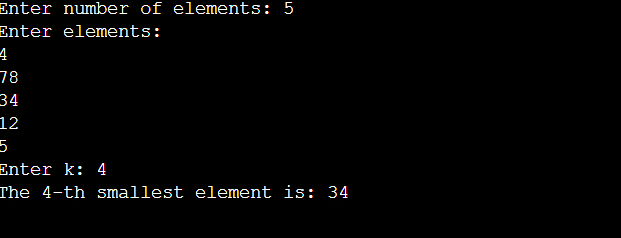 Enter number of elements: 5
Enter elements:
4
78
34
12
5
Enter k: 4
The 4-th smallest element is: 34